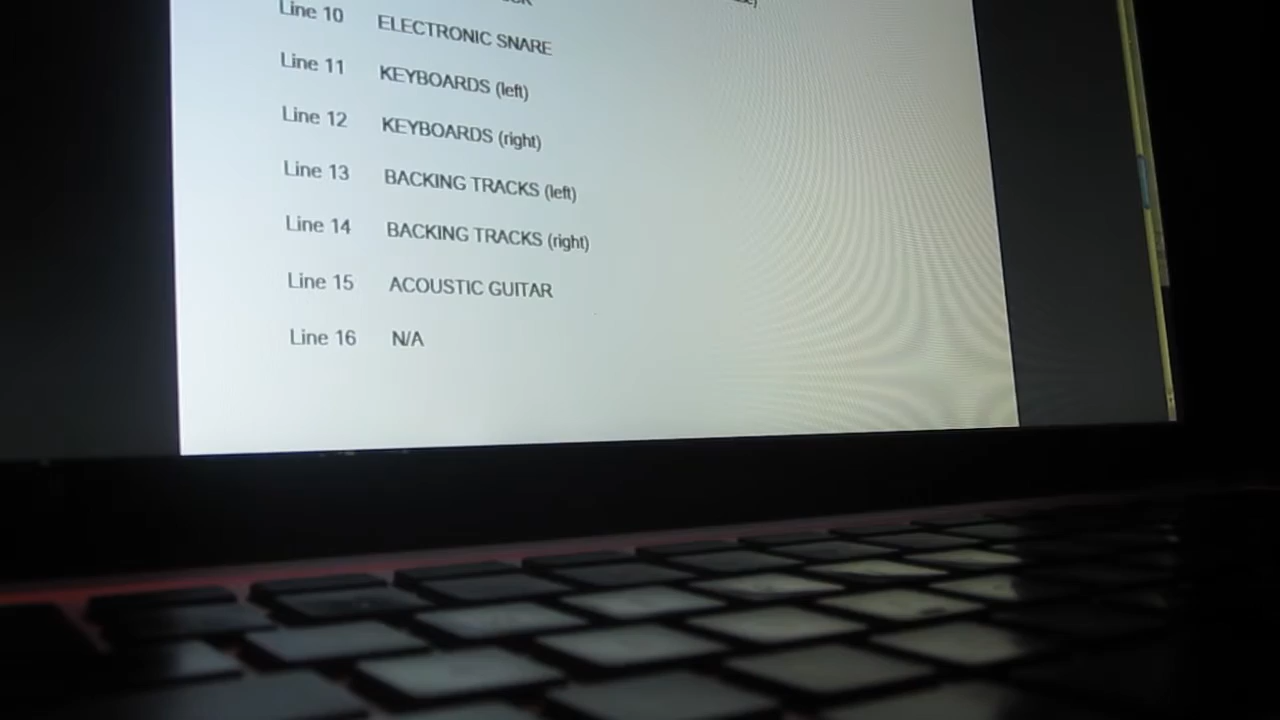 Line 10 ELECTRONIC SNARE
Line 11 KEYBOARDS (left)
Line 12 KEYBOARDS (right)
Line 13 BACKING TRACKS (left)
Line 14 BACKING TRACKS (right)
Line 15 ACOUSTIC GUITAR
Line 16 N/A